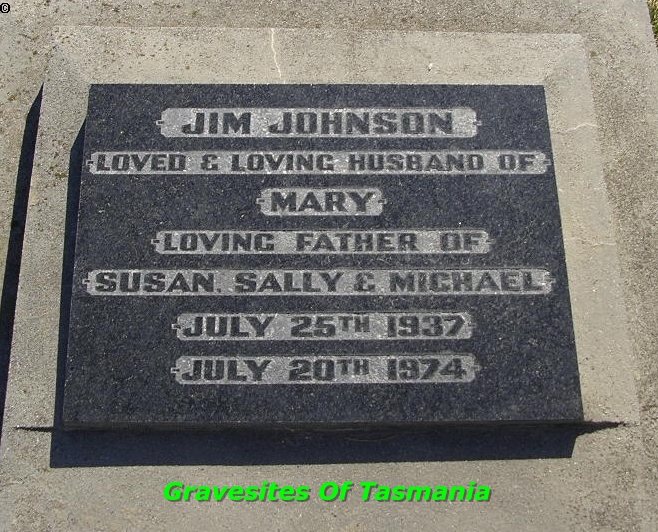 ©
JIM JOHNSON
LOVED & LOVING HUSBAND OF
MARY
LOVING FATHER OF
SUSAN, SALLY & MICHAEL
JULY 25TH 1937
JULY 20TH 1974
Gravesites Of Tasmania